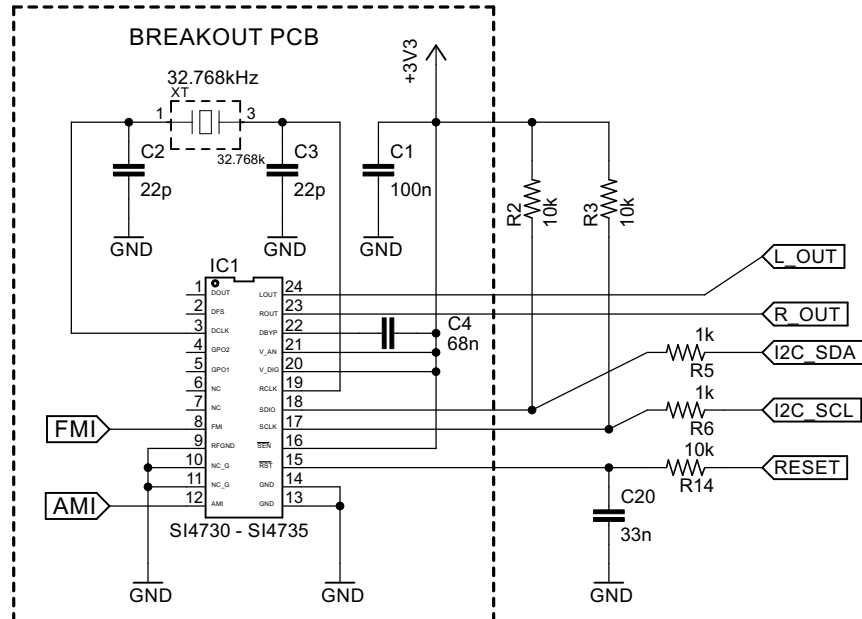 BREAKOUT PCB
+3V3
32.768kHz
XT
1
3
32.768k
C2
22p
C3
22p
C1
100n
R2
10k
R3
10k
GND
GND
GND
IC1
1
DOUT
2
DFS
3
DCLK
4
GPO2
5
GPO1
6
NC
7
NC
8
FMI
9
RFGND
10
NC_G
11
NC_G
12
AMI
LOUT
24
ROUT
23
DBYP
22
V_AN
21
V_DIG
20
RCLK
19
SDIO
18
SCLK
17
SEN
16
RST
15
GND
14
GND
13
SI4730 - SI4735
C4
68n
FMI
AMI
L_OUT
R_OUT
1k
R5
I2C_SDA
1k
R6
I2C_SCL
10k
R14
RESET
C20
33n
GND
GND
GND